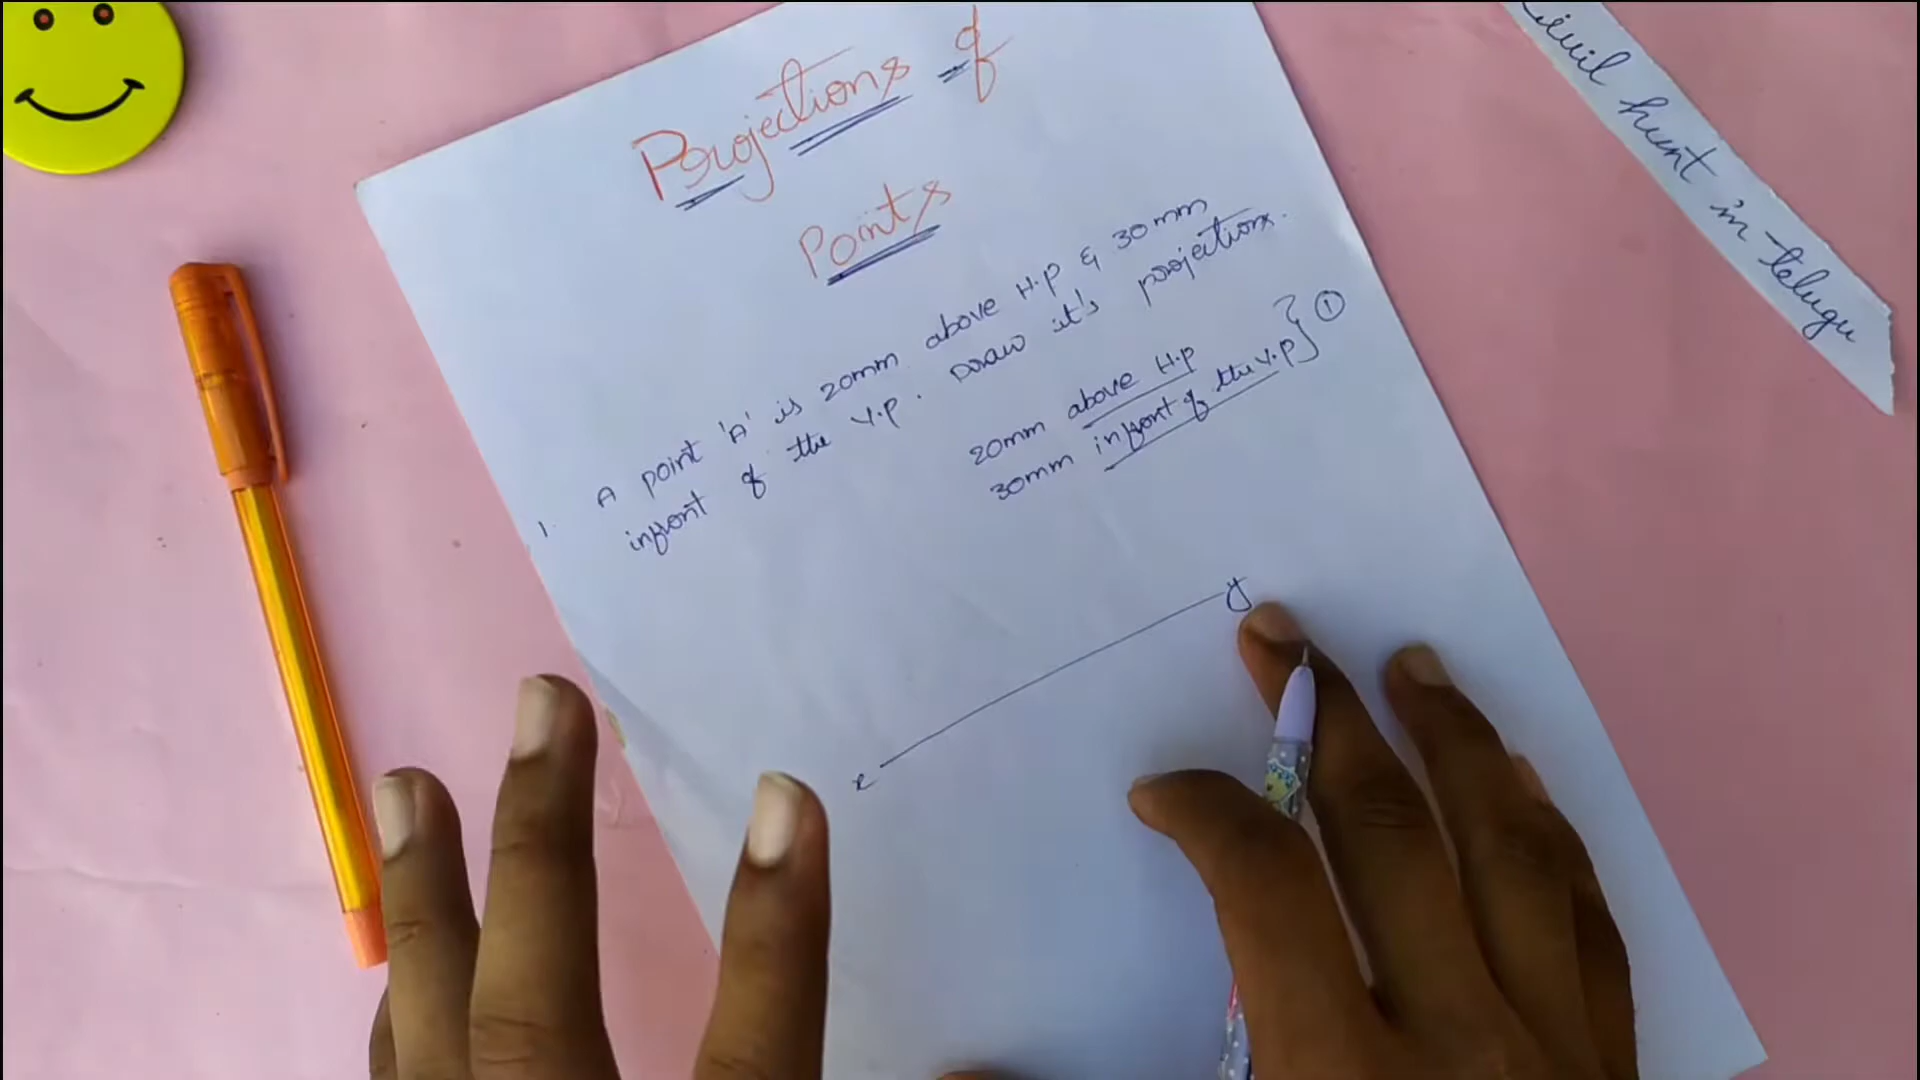 Projections of
Points
1. A point 'A' is 20mm above H.P & 30mm
infront of the V.P. Draw it's projections.
20mm above H.P
30mm infront of the V.P } ①
x y
Civil hunt in telugu